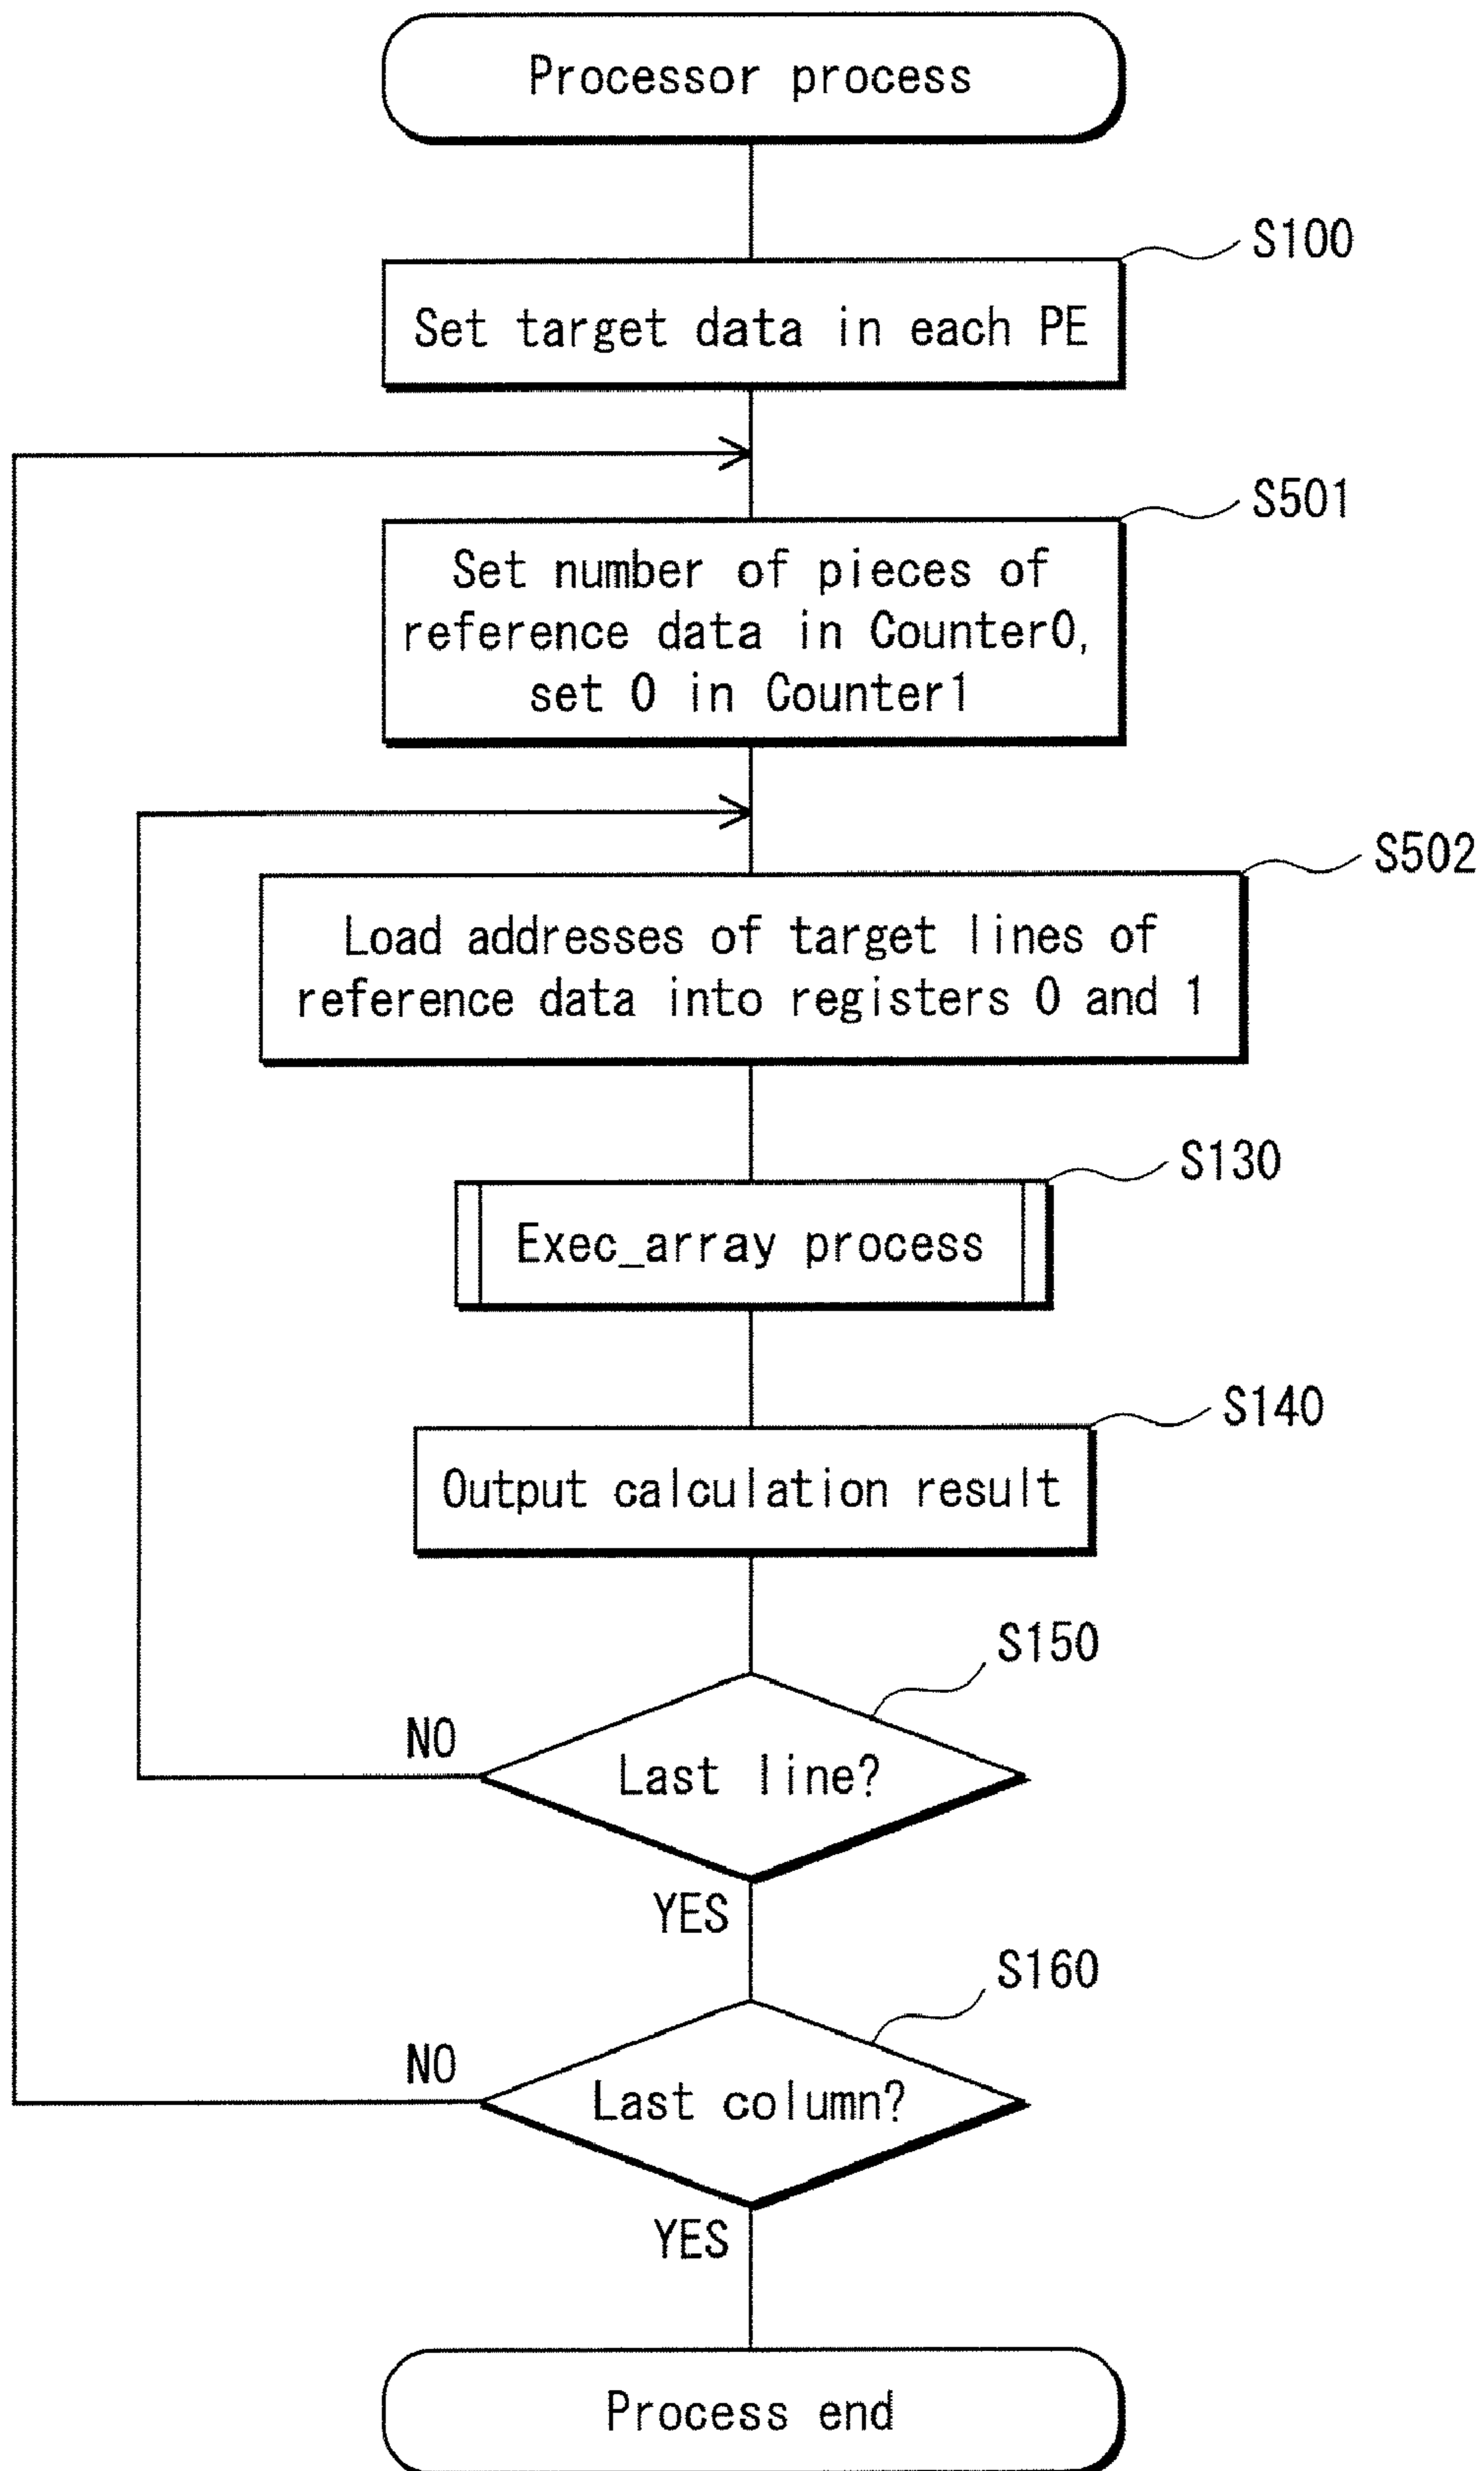 Processor process
S100
Set target data in each PE
S501
Set number of pieces of
reference data in Counter0,
set 0 in Counter1
S502
Load addresses of target lines of
reference data into registers 0 and 1
S130
Exec_array process
S140
Output calculation result
S150
NO
Last line?
YES
S160
NO
Last column?
YES
Process end